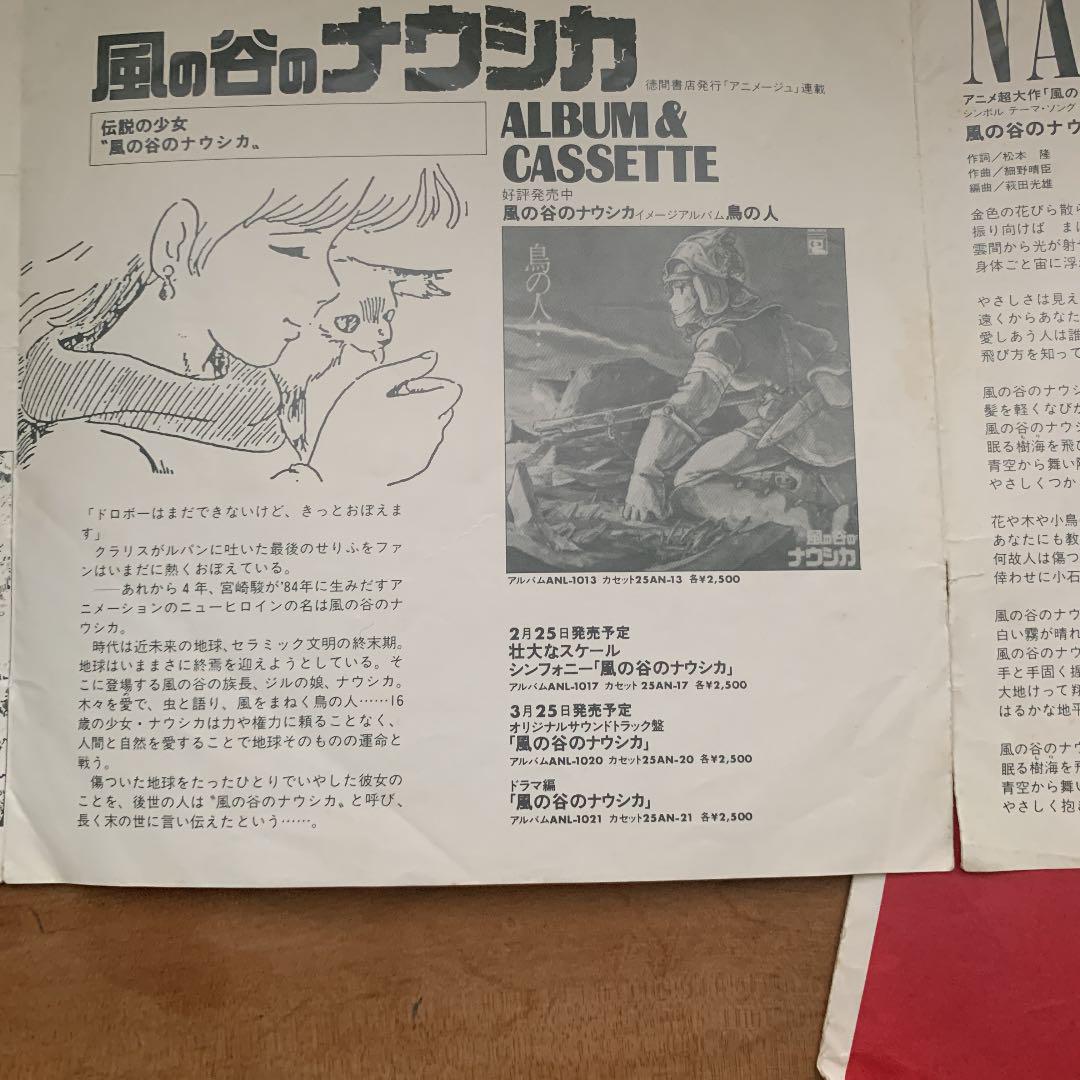 風の谷のナウシカ
徳間書店発行「アニメージュ」連載
伝説の少女
〝風の谷のナウシカ〟
「ドロボーはまだできないけど、きっとおぼえま
す」
クラリスがルパンに吐いた最後のせりふをファ
ンはいまだに熱くおぼえている。
──あれから4年、宮崎駿が'84年に生みだすア
ニメーションのニューヒロインの名は風の谷のナ
ウシカ。
時代は近未来の地球、セラミック文明の終末期。
地球はいままさに終焉を迎えようとしている。そ
こに登場する風の谷の族長、ジルの娘、ナウシカ。
木々を愛で、虫と語り、風をまねく鳥の人……16
歳の少女・ナウシカは力や権力に頼ることなく、
人間と自然を愛することで地球そのものの運命と
戦う。
傷ついた地球をたったひとりでいやした彼女の
ことを、後世の人は〝風の谷のナウシカ〟と呼び、
長く末の世に言い伝えたという……。
ALBUM &
CASSETTE
好評発売中
風の谷のナウシカイメージアルバム鳥の人
鳥の人…
風の谷の
ナウシカ
アルバムANL-1013 カセット25AN-13 各¥2,500
2月25日発売予定
壮大なスケール
シンフォニー「風の谷のナウシカ」
アルバムANL-1017 カセット25AN-17 各¥2,500
3月25日発売予定
オリジナルサウンドトラック盤
「風の谷のナウシカ」
アルバムANL-1020 カセット25AN-20 各¥2,500
ドラマ編
「風の谷のナウシカ」
アルバムANL-1021 カセット25AN-21 各¥2,500
NA
アニメ超大作「風の
シンボル テーマ・ソング
風の谷のナウ
作詞／松本 隆
作曲／細野晴臣
編曲／萩田光雄
金色の花びら散ら
振り向けば まに
雲間から光が射
身体ごと宙に浮
やさしさは見え
遠くからあなた
愛しあう人は誰
飛び方を知って
風の谷のナウシ
髪を軽くなびか
風の谷のナウシ
眠る樹海を飛び
青空から舞い降
やさしくつか
花や木や小鳥
あなたにも教
何故人は傷つ
倖わせに小石
風の谷のナウ
白い霧が晴れ
風の谷のナウ
手と手固く握
大地けって翔
はるかな地平
風の谷のナウ
眠る樹海を飛
青空から舞い
やさしく抱き